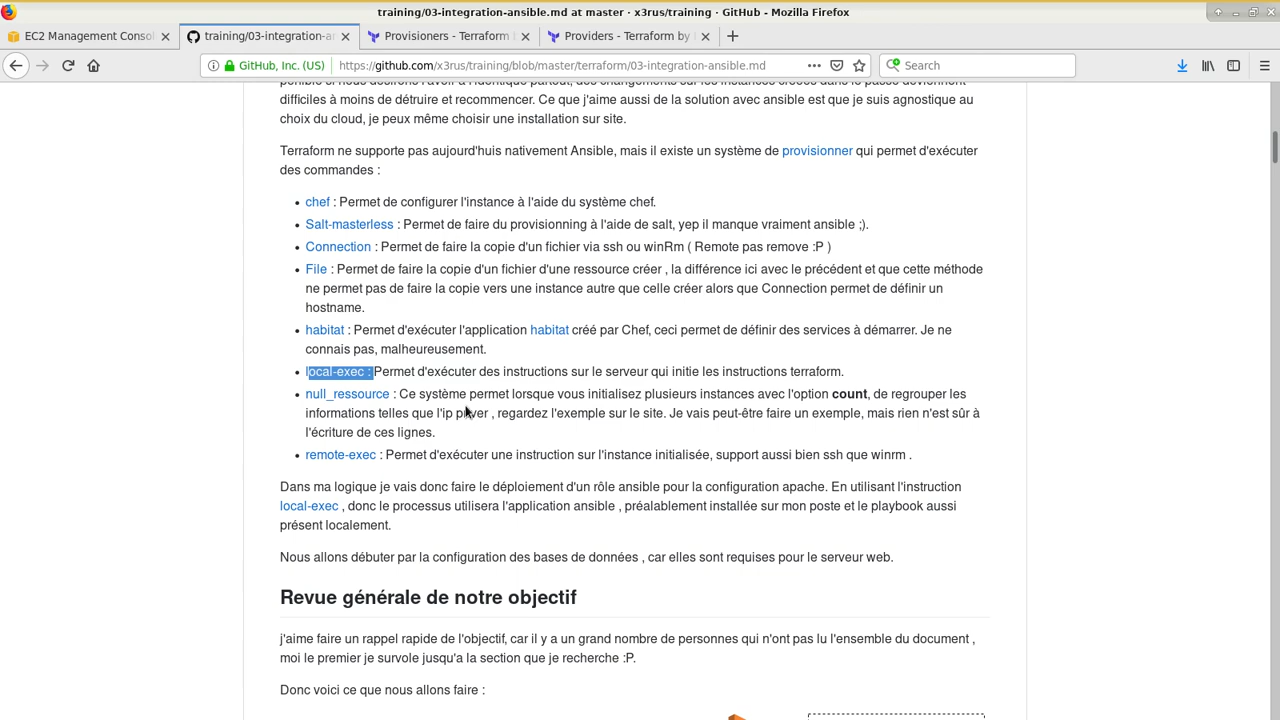 training/03-integration-ansible.md at master · x3rus/training · GitHub - Mozilla Firefox
EC2 Management Consol
training/03-integration-a
Provisioners - Terraform
Providers - Terraform by
GitHub, Inc. (US)
https://github.com/x3rus/training/blob/master/terraform/03-integration-ansible.md
Search
difficiles à moins de détruire et recommencer. Ce que j'aime aussi de la solution avec ansible est que je suis agnostique au
choix du cloud, je peux même choisir une installation sur site.
Terraform ne supporte pas aujourd'huis nativement Ansible, mais il existe un système de provisionner qui permet d'exécuter
des commandes :
• chef : Permet de configurer l'instance à l'aide du système chef.
• Salt-masterless : Permet de faire du provisionning à l'aide de salt, yep il manque vraiment ansible ;).
• Connection : Permet de faire la copie d'un fichier via ssh ou winRm ( Remote pas remove :P )
• File : Permet de faire la copie d'un fichier d'une ressource créer , la différence ici avec le précédent et que cette méthode
ne permet pas de faire la copie vers une instance autre que celle créer alors que Connection permet de définir un
hostname.
• habitat : Permet d'exécuter l'application habitat créé par Chef, ceci permet de définir des services à démarrer. Je ne
connais pas, malheureusement.
• local-exec : Permet d'exécuter des instructions sur le serveur qui initie les instructions terraform.
• null_ressource : Ce système permet lorsque vous initialisez plusieurs instances avec l'option count, de regrouper les
informations telles que l'ip , regardez l'exemple sur le site. Je vais peut-être faire un exemple, mais rien n'est sûr à
l'écriture de ces lignes.
• remote-exec : Permet d'exécuter une instruction sur l'instance initialisée, support aussi bien ssh que winrm .
Dans ma logique je vais donc faire le déploiement d'un rôle ansible pour la configuration apache. En utilisant l'instruction
local-exec , donc le processus utilisera l'application ansible , préalablement installée sur mon poste et le playbook aussi
présent localement.
Nous allons débuter par la configuration des bases de données , car elles sont requises pour le serveur web.
Revue générale de notre objectif
j'aime faire un rappel rapide de l'objectif, car il y a un grand nombre de personnes qui n'ont pas lu l'ensemble du document ,
moi le premier je survole jusqu'a la section que je recherche :P.
Donc voici ce que nous allons faire :